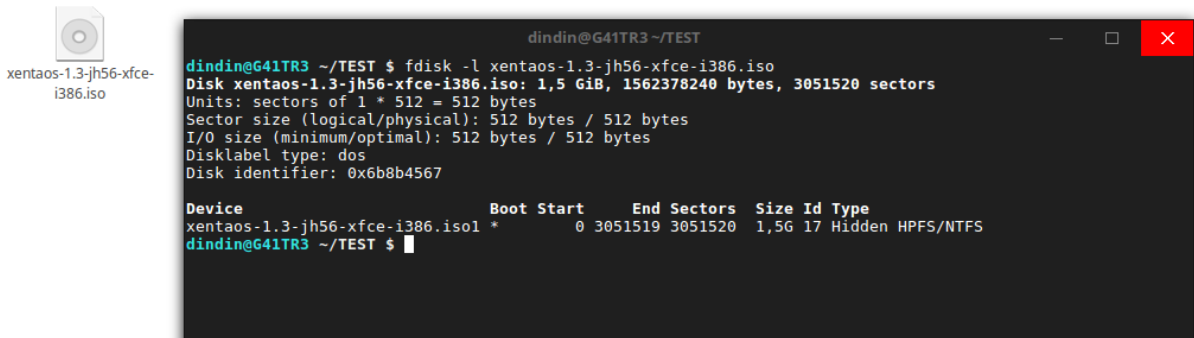 xentaos-1.3-jh56-xfce-
i386.iso
dindin@G41TR3 ~/TEST
dindin@G41TR3 ~/TEST $ fdisk -l xentaos-1.3-jh56-xfce-i386.iso
Disk xentaos-1.3-jh56-xfce-i386.iso: 1,5 GiB, 1562378240 bytes, 3051520 sectors
Units: sectors of 1 * 512 = 512 bytes
Sector size (logical/physical): 512 bytes / 512 bytes
I/O size (minimum/optimal): 512 bytes / 512 bytes
Disklabel type: dos
Disk identifier: 0x6b8b4567
Device                         Boot Start     End Sectors  Size Id Type
xentaos-1.3-jh56-xfce-i386.iso1 *        0 3051519 3051520  1,5G 17 Hidden HPFS/NTFS
dindin@G41TR3 ~/TEST $